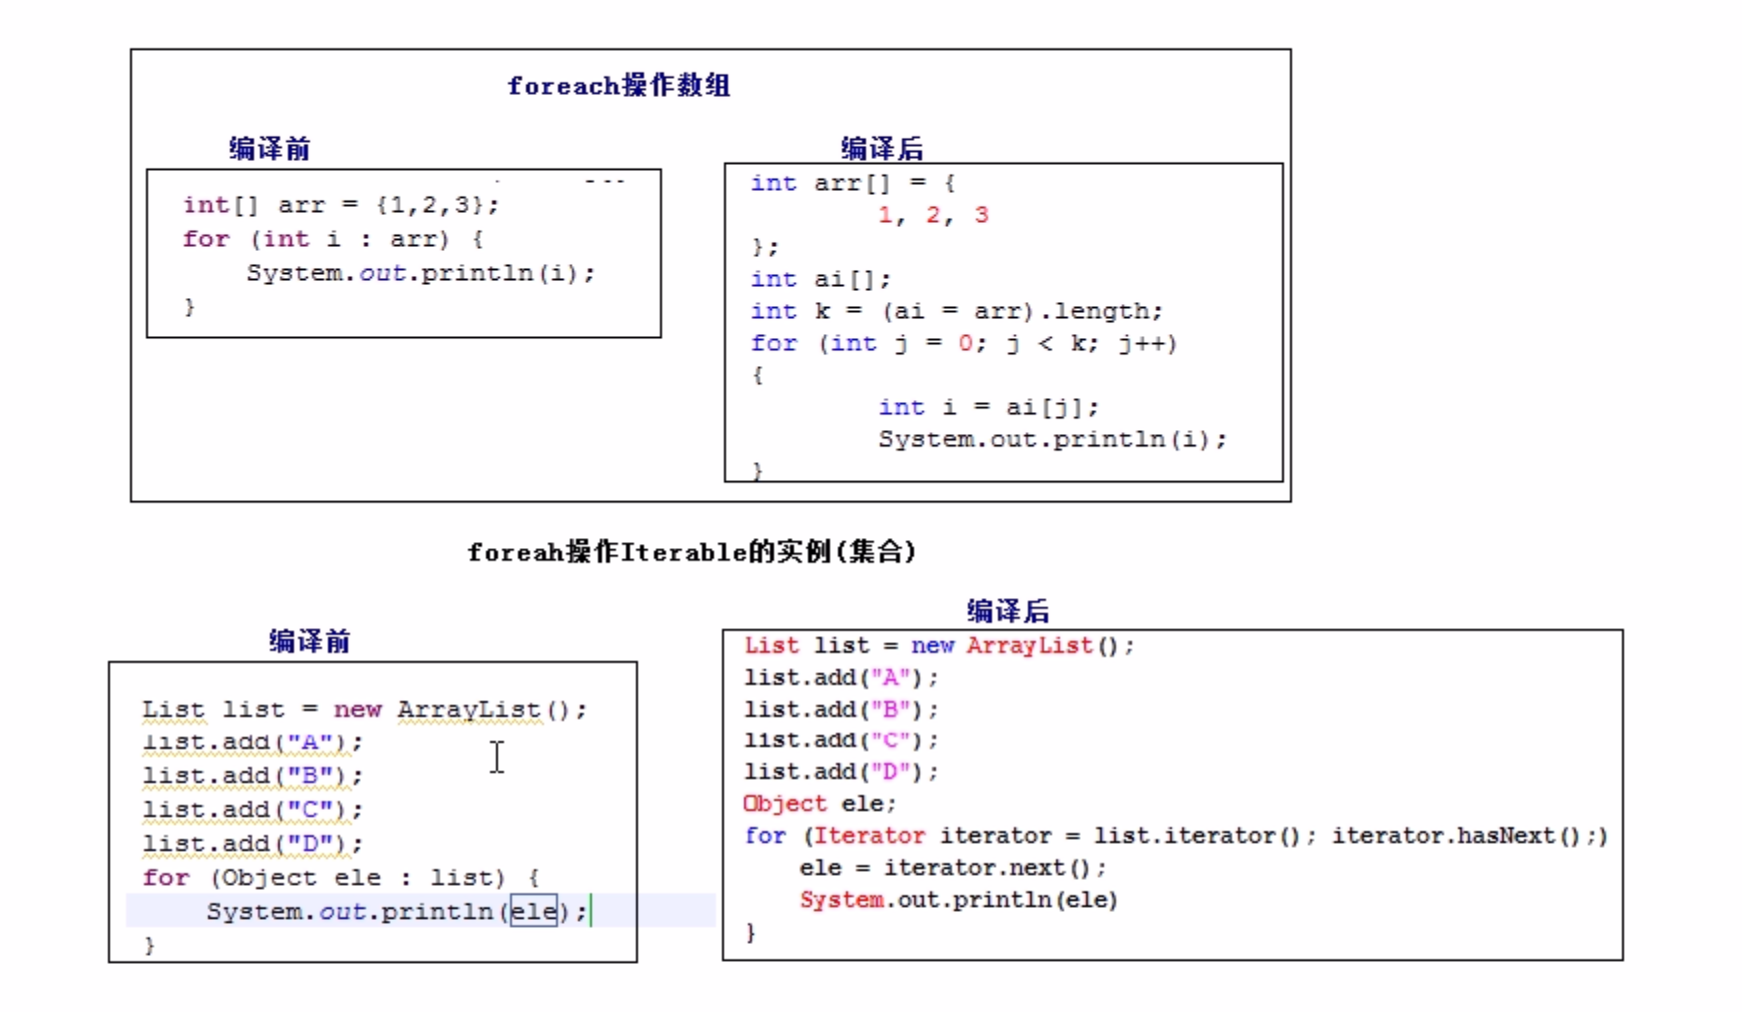 foreach操作数组
编译前
int[] arr = {1,2,3};
for (int i : arr) {
    System.out.println(i);
}
编译后
int arr[] = {
        1, 2, 3
};
int ai[];
int k = (ai = arr).length;
for (int j = 0; j < k; j++)
{
        int i = ai[j];
        System.out.println(i);
}
foreah操作Iterable的实例(集合)
编译前
List list = new ArrayList();
list.add("A");
list.add("B");
list.add("C");
list.add("D");
for (Object ele : list) {
    System.out.println(ele);
}
编译后
List list = new ArrayList();
list.add("A");
list.add("B");
list.add("C");
list.add("D");
Object ele;
for (Iterator iterator = list.iterator(); iterator.hasNext();)
    ele = iterator.next();
    System.out.println(ele)
}